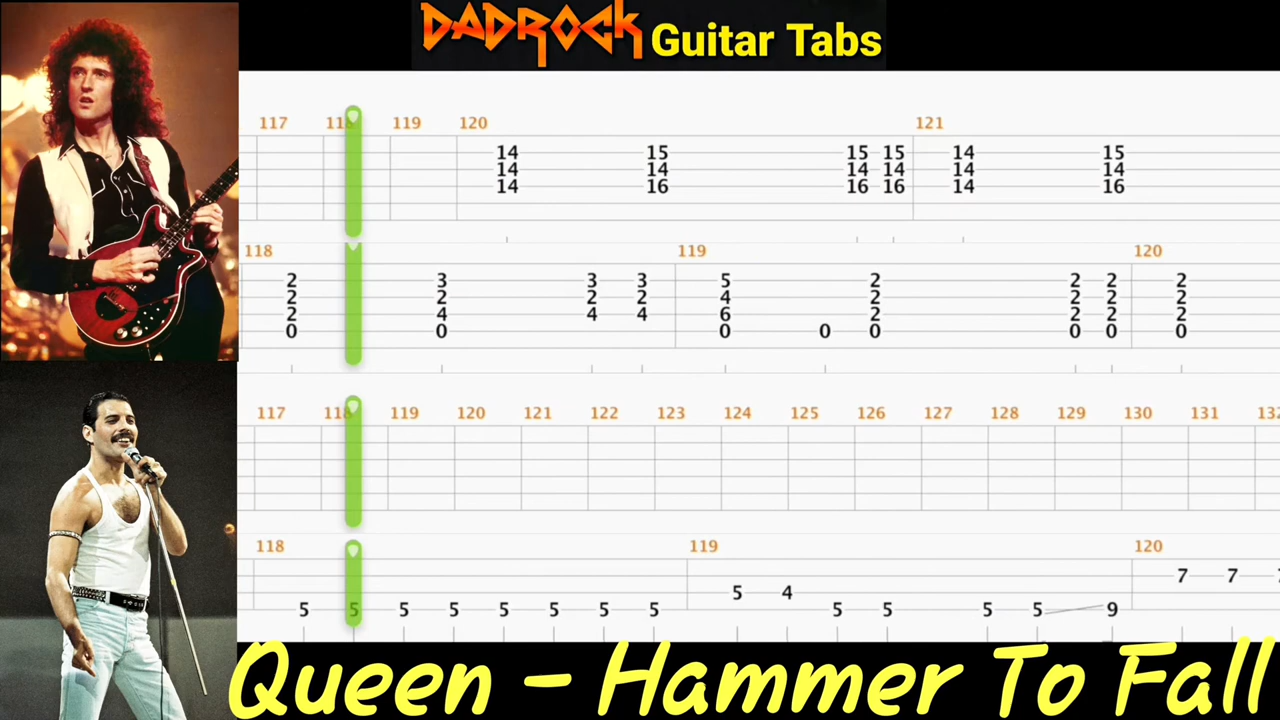 DADROCK Guitar Tabs
117 118 119 120 121
14 15 15 15 14 15
14 14 14 14 14 14
14 16 16 16 14 16
118 119 120
2 3 3 3 5 2 2 2 2
2 2 2 2 4 2 2 2 2
2 4 4 4 6 2 2 2 2
0 0 0 0 0 0 0 0
117 118 119 120 121 122 123 124 125 126 127 128 129 130 131 132
118 119 120
7 7
5 4
5 5 5 5 5 5 5 5 5 5 5 5 9
Queen - Hammer To Fall